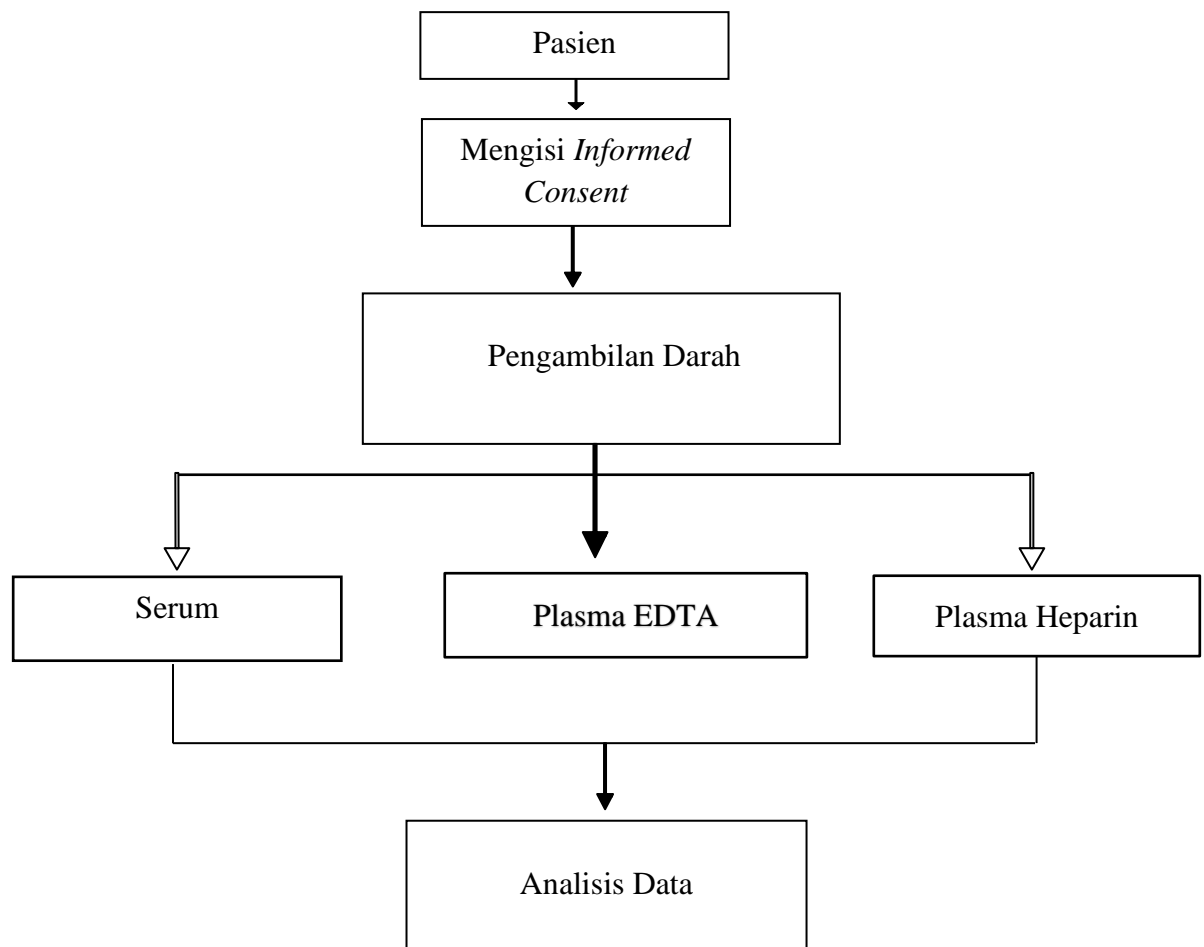 Pasien
Mengisi Informed
Consent
Pengambilan Darah
Serum
Plasma EDTA
Plasma Heparin
Analisis Data